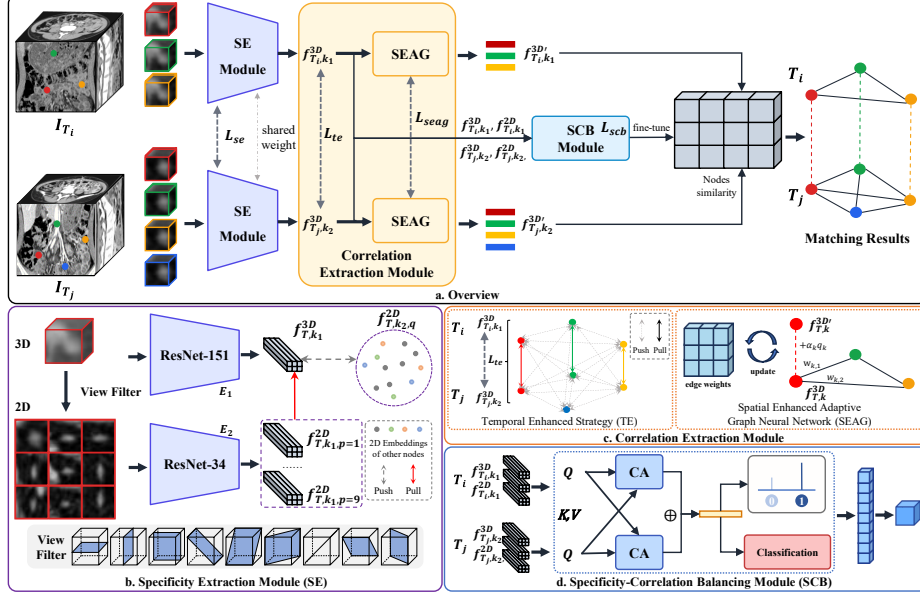 I_{T_i}
SE
Module
f^{3D}_{T_i,k_1}
SEAG
f^{3D'}_{T_i,k_1}
T_i
L_{se}
shared
weight
L_{te}
L_{seag}
f^{3D}_{T_i,k_1}, f^{2D}_{T_i,k_1}
f^{3D}_{T_j,k_2}, f^{2D}_{T_j,k_2},
SCB
Module
L_{scb}
fine-tune
Nodes
similarity
T_j
I_{T_j}
SE
Module
f^{3D}_{T_j,k_2}
SEAG
f^{3D'}_{T_j,k_2}
Correlation
Extraction Module
Matching Results
a. Overview
3D
View Filter
2D
ResNet-151
E_1
f^{3D}_{T,k_1}
f^{2D}_{T,k_2,q}
E_2
ResNet-34
f^{2D}_{T,k_1,p=1}
......
f^{2D}_{T,k_1,p=9}
2D Embeddings
of other nodes
Push
Pull
View
Filter
b. Specificity Extraction Module (SE)
T_i
f^{3D}_{T_i,k_1}
L_{te}
T_j
f^{3D}_{T_j,k_2}
Push
Pull
Temporal Enhanced Strategy (TE)
edge weights
update
f^{3D'}_{T,k}
+α_k q_k
w_{k,1}
w_{k,2}
f^{3D}_{T,k}
Spatial Enhanced Adaptive
Graph Neural Network (SEAG)
c. Correlation Extraction Module
T_i
f^{3D}_{T_i,k_1}
f^{2D}_{T_i,k_1}
T_j
f^{3D}_{T_j,k_2}
f^{2D}_{T_j,k_2}
Q
K,V
Q
CA
CA
⊕
0
1
Classification
d. Specificity-Correlation Balancing Module (SCB)